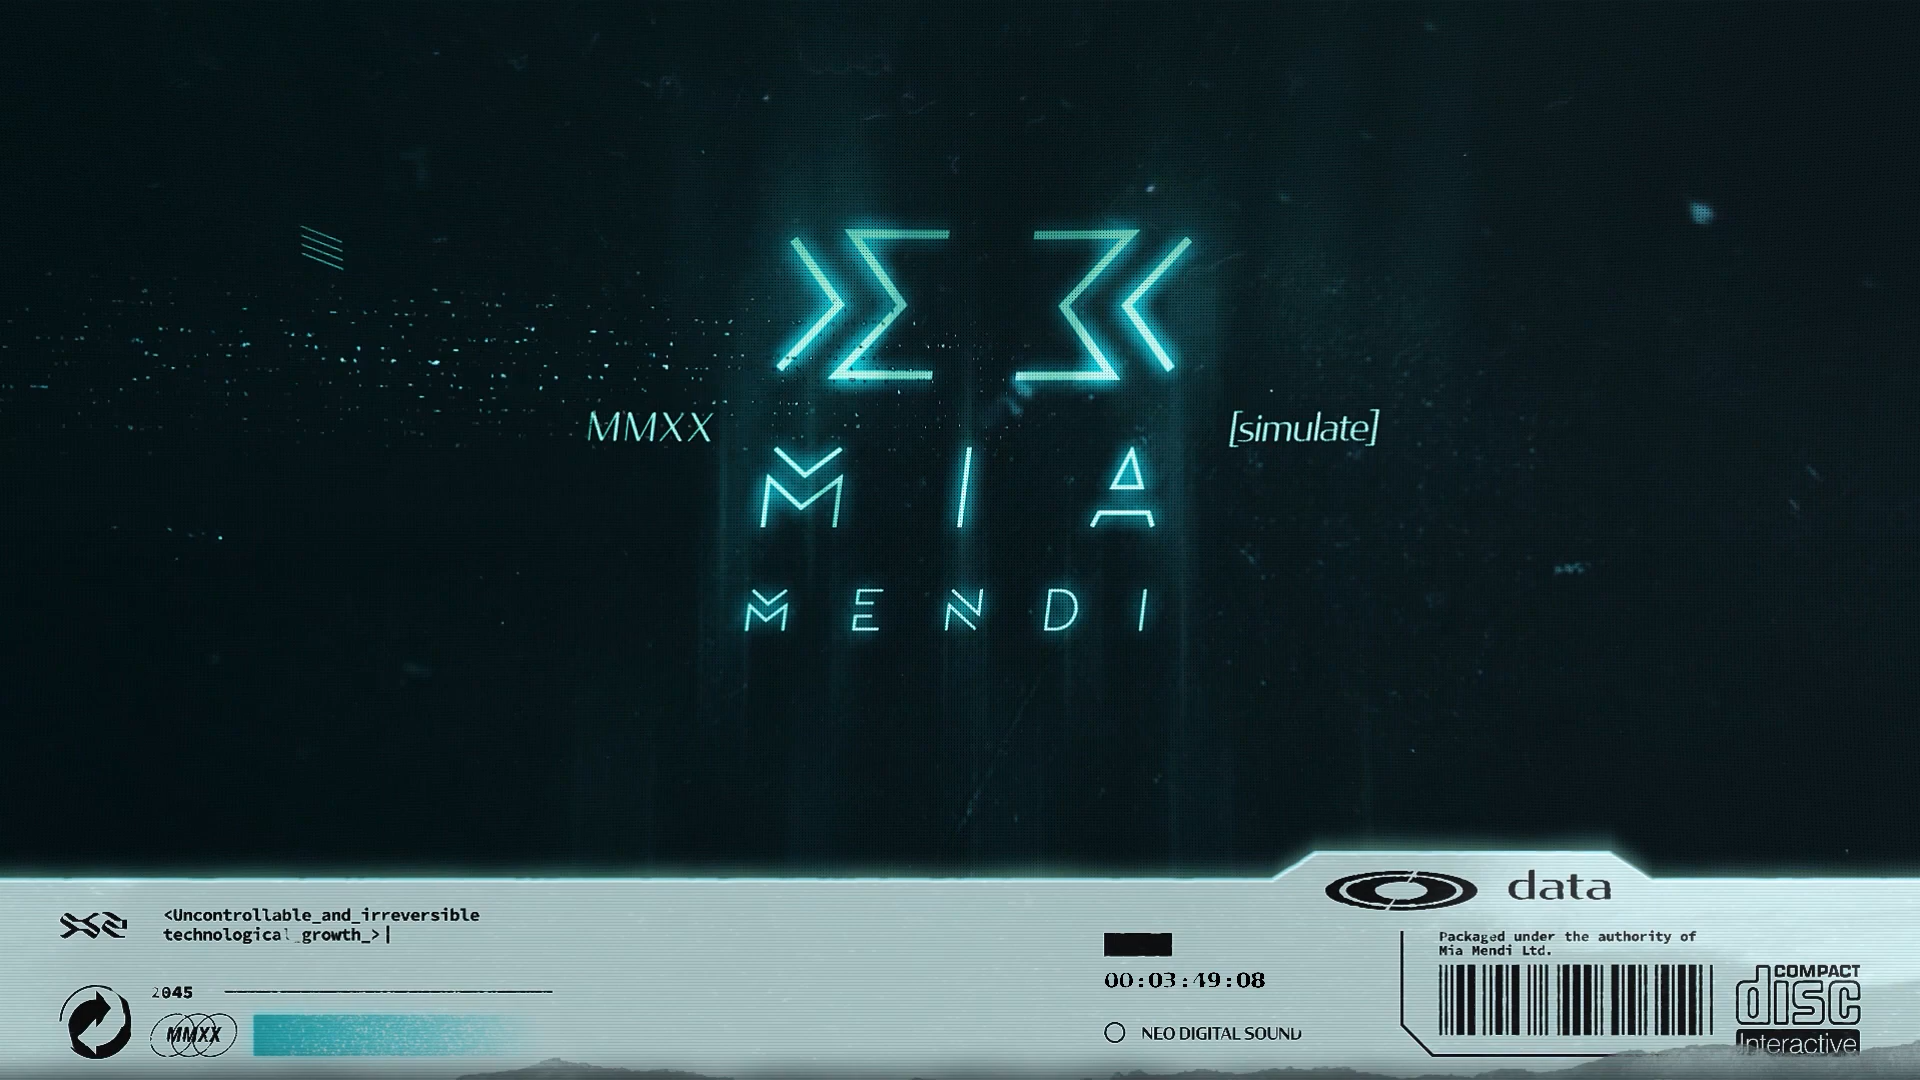 MMXX
[simulate]
MIA
MENDI
data
<Uncontrollable_and_irreversible
technological_growth_>|
Packaged under the authority of
Mia Mendi Ltd.
00:03:49:08
2045
MMXX
NEO DIGITAL SOUND
COMPACT
disc
Interactive